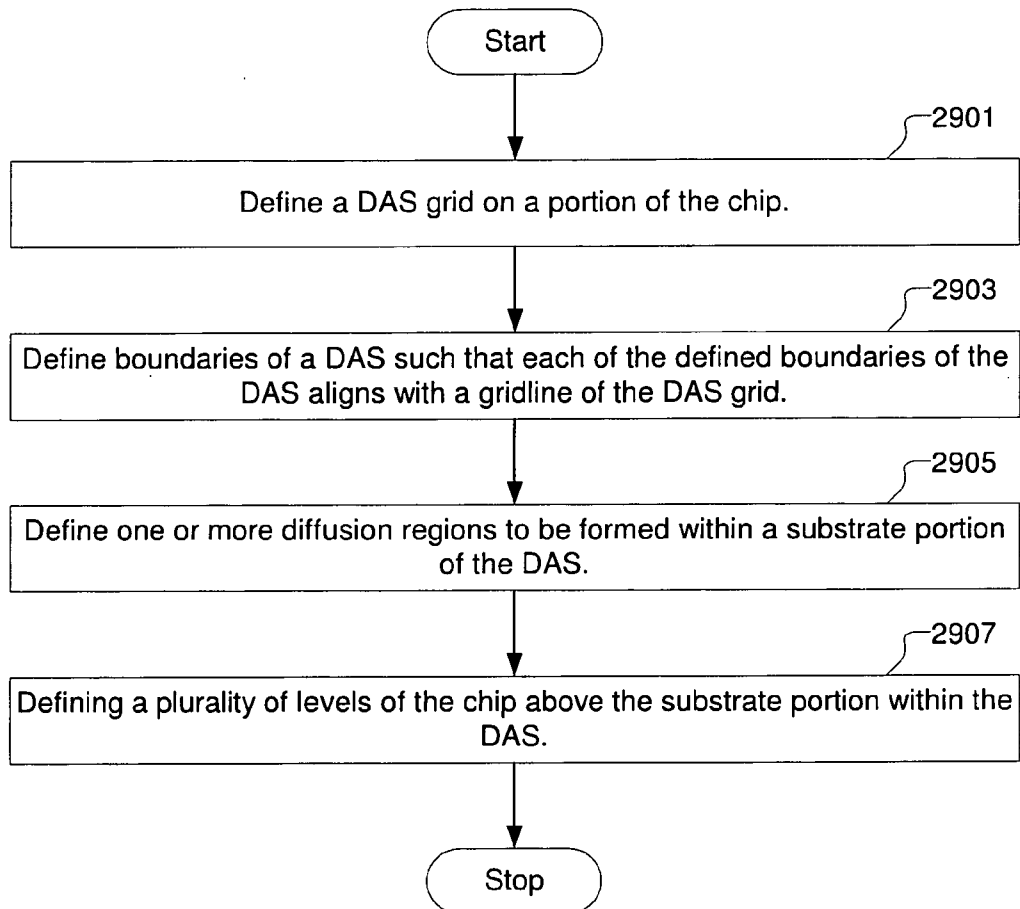 Start
2901
Define a DAS grid on a portion of the chip.
2903
Define boundaries of a DAS such that each of the defined boundaries of the
DAS aligns with a gridline of the DAS grid.
2905
Define one or more diffusion regions to be formed within a substrate portion
of the DAS.
2907
Defining a plurality of levels of the chip above the substrate portion within the
DAS.
Stop